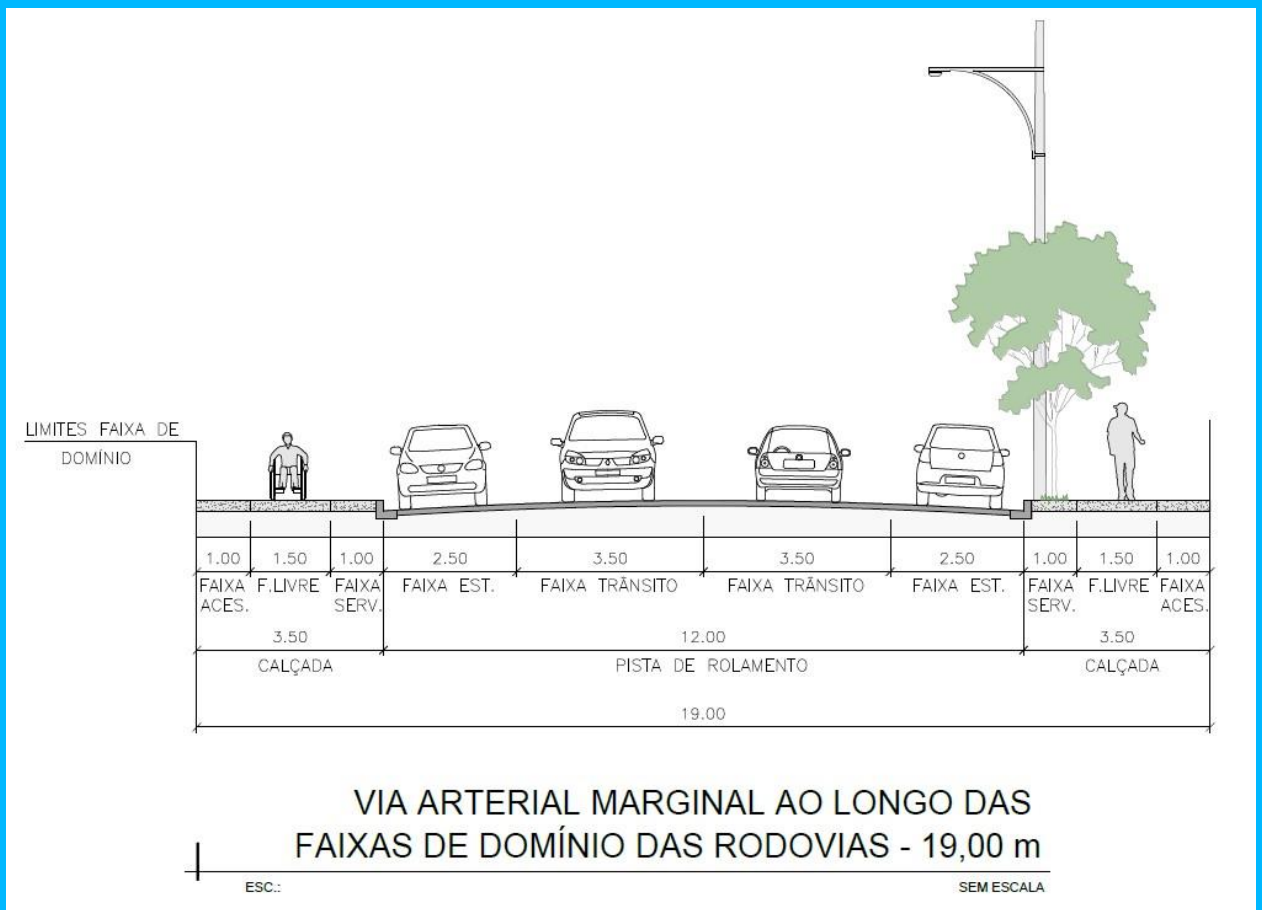 LIMITES FAIXA DE
DOMÍNIO
1.00 1.50 1.00 2.50 3.50 3.50 2.50 1.00 1.50 1.00
FAIXA F.LIVRE FAIXA FAIXA EST. FAIXA TRÂNSITO FAIXA TRÂNSITO FAIXA EST. FAIXA F.LIVRE FAIXA
ACES. SERV. SERV. ACES.
3.50 12.00 3.50
CALÇADA PISTA DE ROLAMENTO CALÇADA
19.00
VIA ARTERIAL MARGINAL AO LONGO DAS
FAIXAS DE DOMÍNIO DAS RODOVIAS - 19,00 m
ESC.: SEM ESCALA